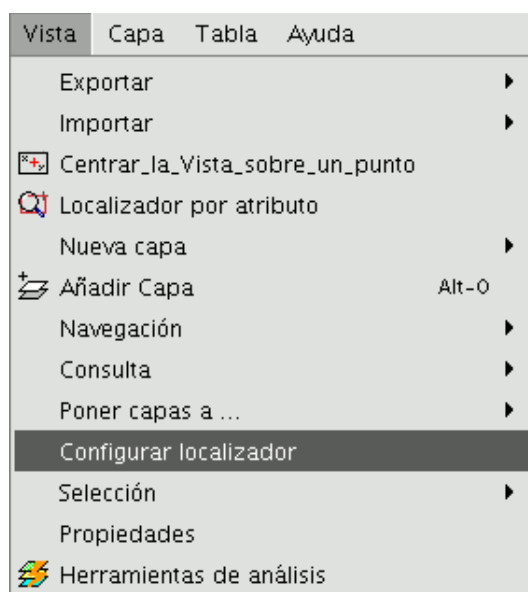 Vista Capa Tabla Ayuda
Exportar
Importar
Centrar_la_Vista_sobre_un_punto
Localizador por atributo
Nueva capa
Añadir Capa Alt-O
Navegación
Consulta
Poner capas a ...
Configurar localizador
Selección
Propiedades
Herramientas de análisis